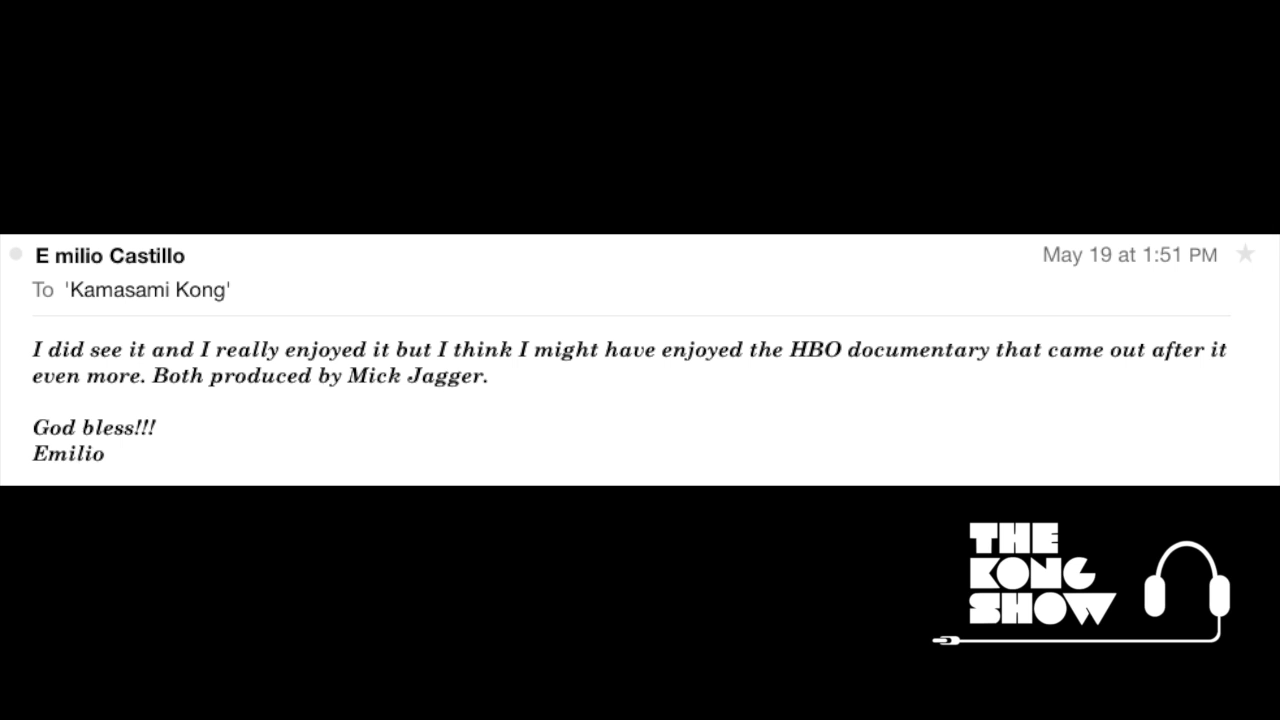 E milio Castillo
May 19 at 1:51 PM
To 'Kamasami Kong'
I did see it and I really enjoyed it but I think I might have enjoyed the HBO documentary that came out after it
even more. Both produced by Mick Jagger.
God bless!!!
Emilio
THE
KONG
SHOW